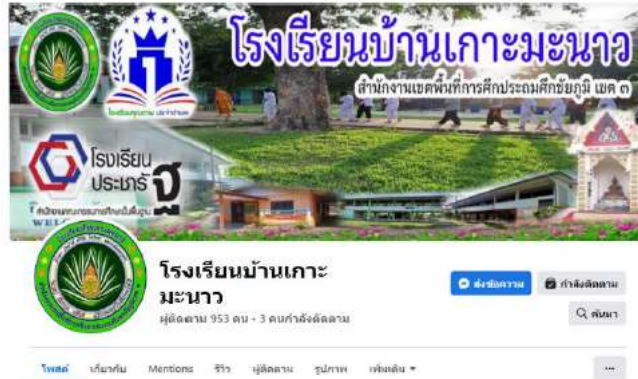 โรงเรียนบ้านเกาะมะนาว
สำนักงานเขตพื้นที่การศึกประถมศึกชัยภูมิ เขต ๓
โรงเรียน
ประชารัฐ
โรงเรียนบ้านเกาะ
มะนาว
ผู้ติดตาม 953 คน • 3 คนกำลังติดตาม
ส่งข้อความ
กำลังติดตาม
ค้นหา
โพสต์ เกี่ยวกับ Mentions รีวิว ผู้ติดตาม รูปภาพ เพิ่มเติม